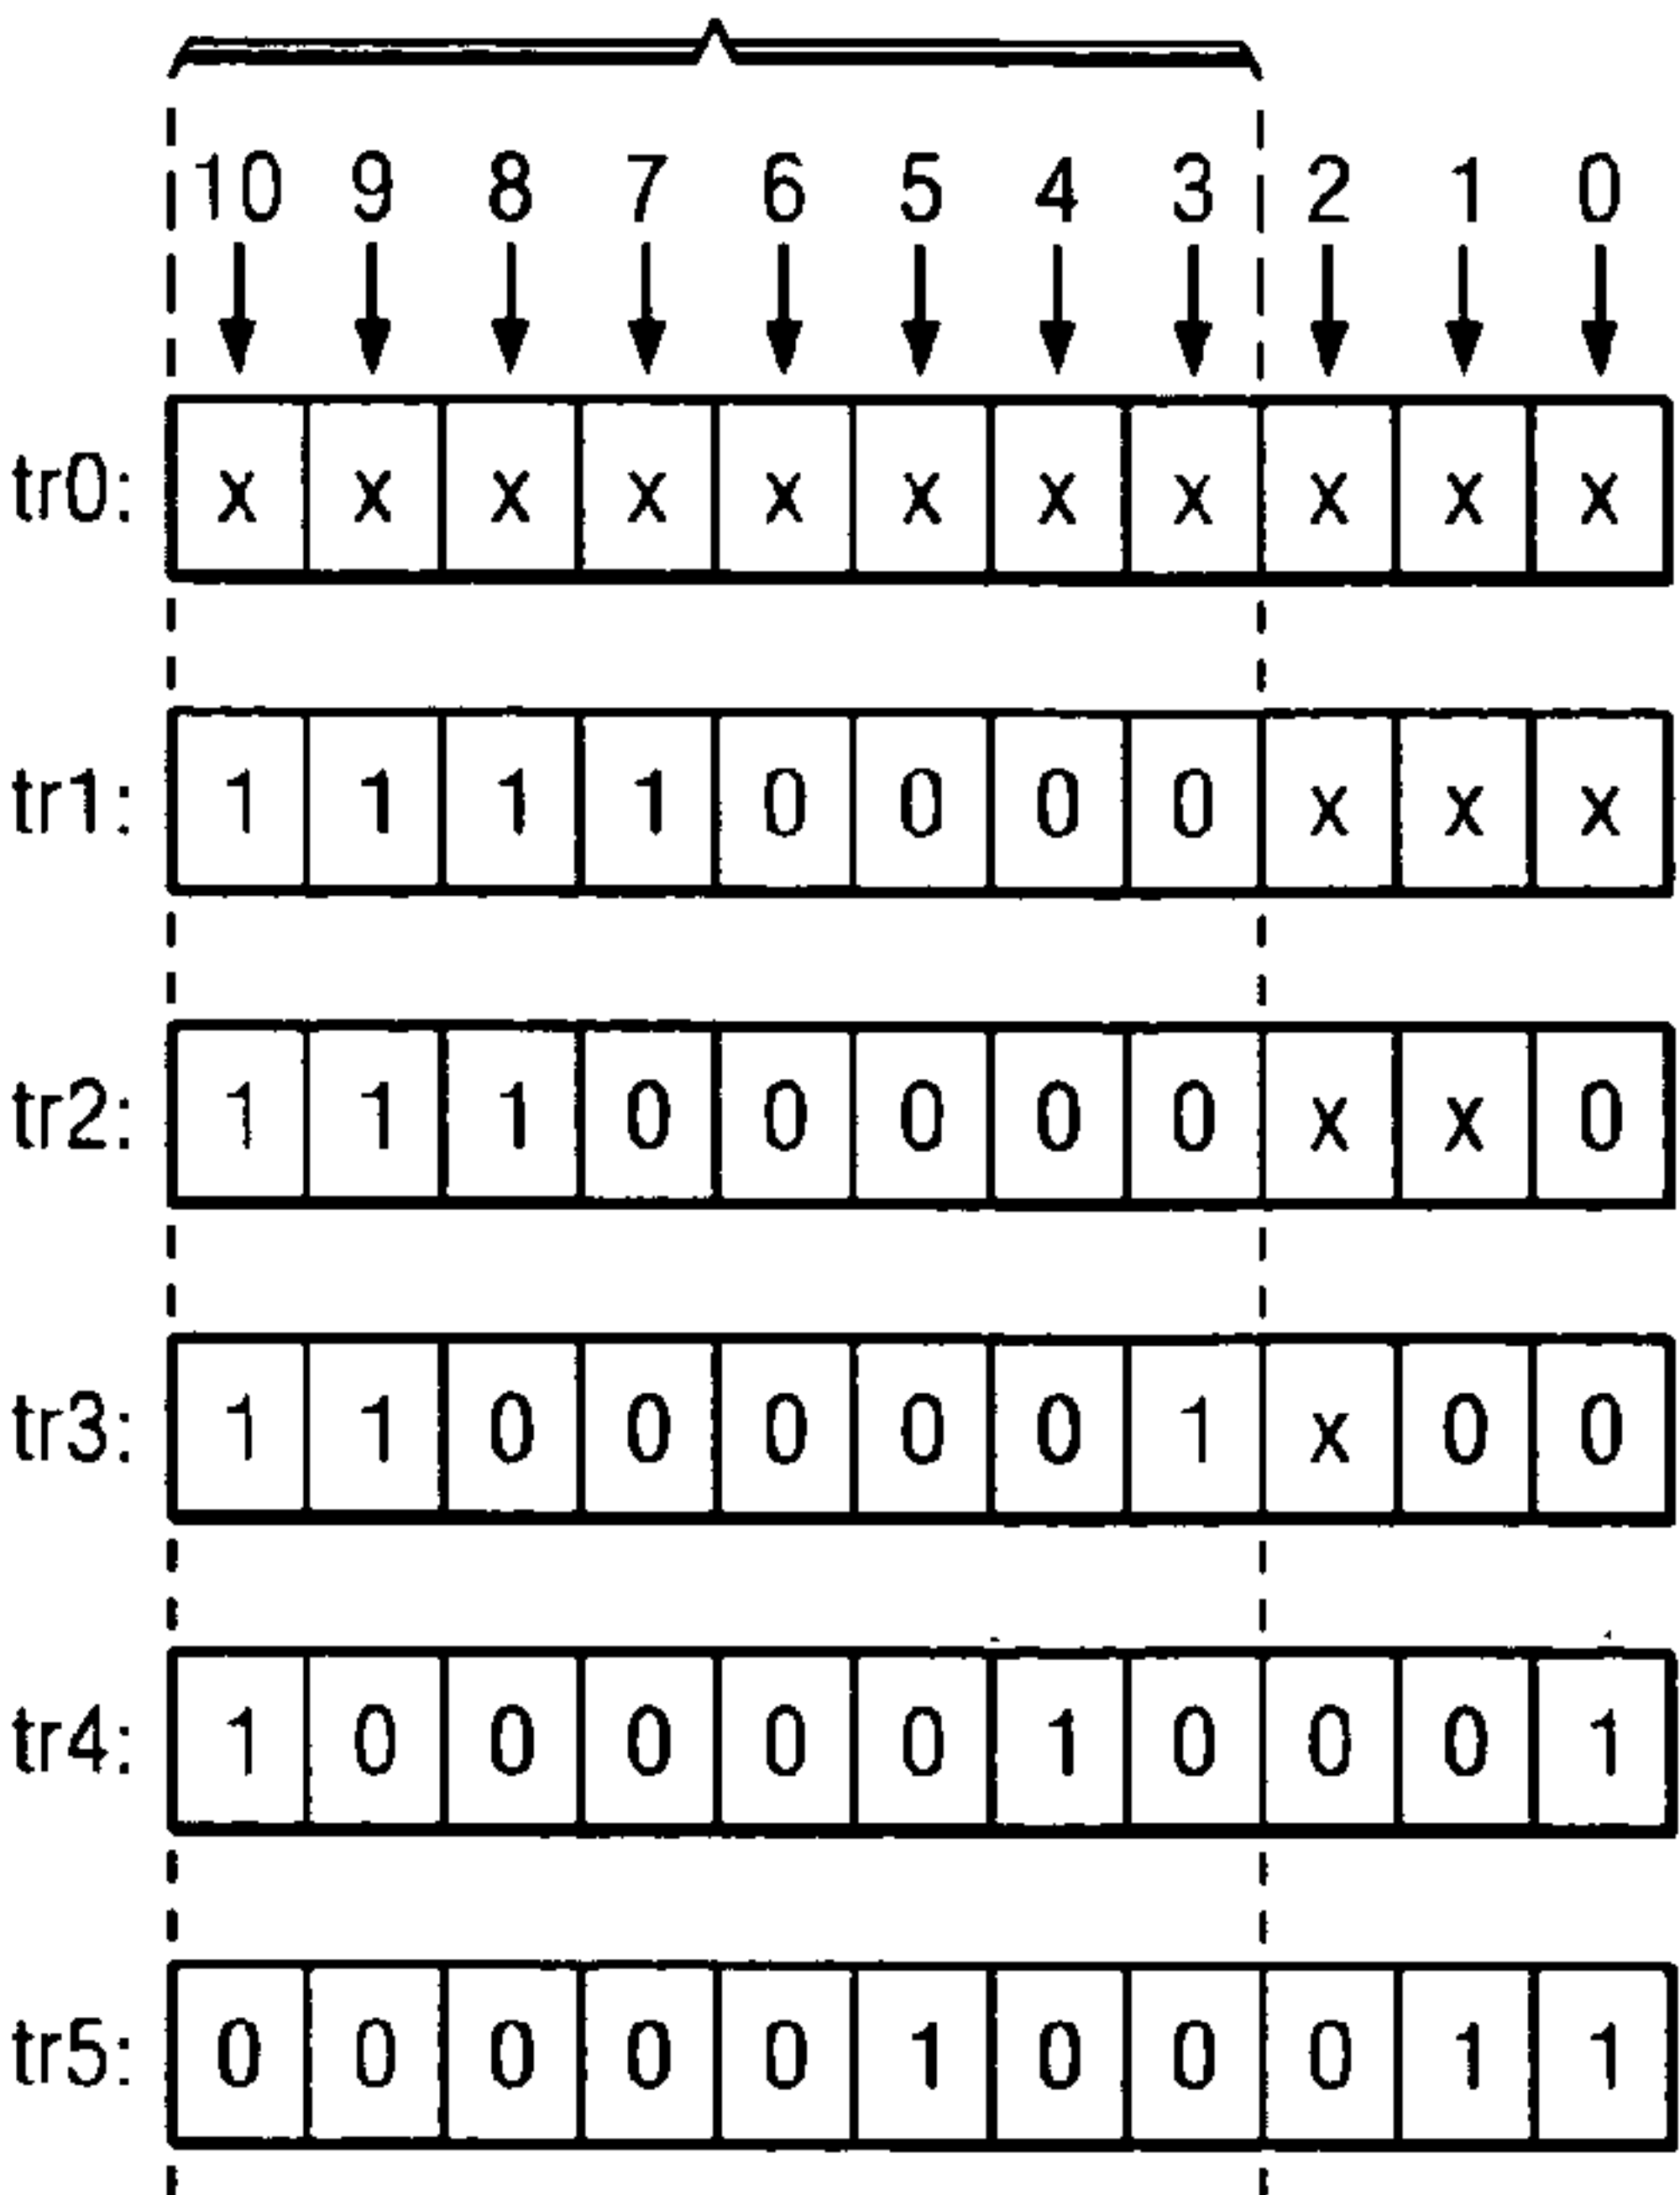 10 9 8 7 6 5 4 3 2 1 0
tr0: x x x x x x x x x x x
tr1: 1 1 1 1 0 0 0 0 x x x
tr2: 1 1 1 0 0 0 0 0 x x 0
tr3: 1 1 0 0 0 0 0 1 x 0 0
tr4: 1 0 0 0 0 0 1 0 0 0 1
tr5: 0 0 0 0 0 1 0 0 0 1 1